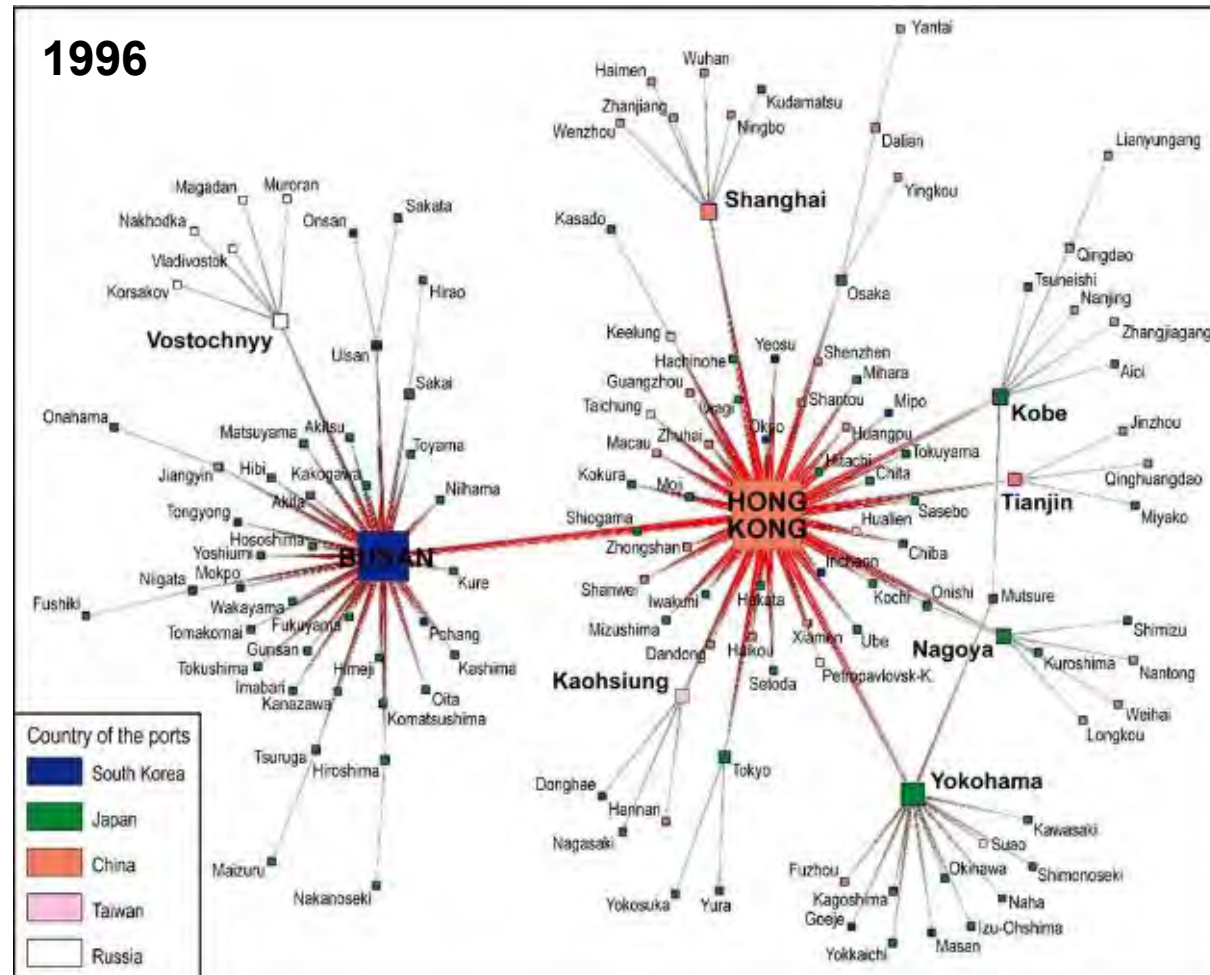 1996
Yantai
Wuhan
Haimen
Kudamatsu
Zhanjiang
Ningbo
Wenzhou
Dalian
Lianyungang
Yingkou
Magadan
Muroran
Shanghai
Sakata
Kasado
Nakhodka
Onsan
Vladivostok
Qingdao
Tsuneishi
Korsakov
Hirao
Osaka
Nanjing
Zhangjiagang
Vostochnyy
Keelung
Ulsan
Hachinohe
Yeosu
Shenzhen
Mihara
Aioi
Sakai
Guangzhou
Shantou
Mipo
Kobe
Taichung
Onahama
Matsuyama
Akitsu
Toyama
Zhuhai
Huangpu
Jinzhou
Macau
Tokuyama
Jiangyin
Hibi
Kakogawa
Kokura
Hitachi
Chita
Qinghuangdao
Niihama
Moji
HONG
KONG
Tianjin
Miyako
Tongyong
Shiogama
Sasebo
Hualien
Hososhima
BUSAN
Zhongshan
Chiba
Yoshiumi
Incheon
Niigata
Mokpo
Kure
Shanwei
Kochi
Onishi
Mutsure
Fushiki
Wakayama
Iwakuni
Hakata
Tomakomai
Fukuyama
Pohang
Mizushima
Xiamen
Ube
Shimizu
Gunsan
Dandong
Haikou
Nagoya
Kuroshima
Tokushima
Himeji
Kashima
Seloda
Petropavlovsk-K.
Nantong
Imabari
Kaohsiung
Kanazawa
Oita
Weihai
Komatsushima
Longkou
Country of the ports
Tsuruga
Hiroshima
Tokyo
Yokohama
South Korea
Donghae
Hannan
Kawasaki
Japan
Nagasaki
Suao
Maizuru
Fuzhou
Okinawa
Shimonoseki
China
Nakanoseki
Kagoshima
Naha
Yokosuka
Yura
Goeje
Izu-Ohshima
Taiwan
Yokkaichi
Masan
Russia